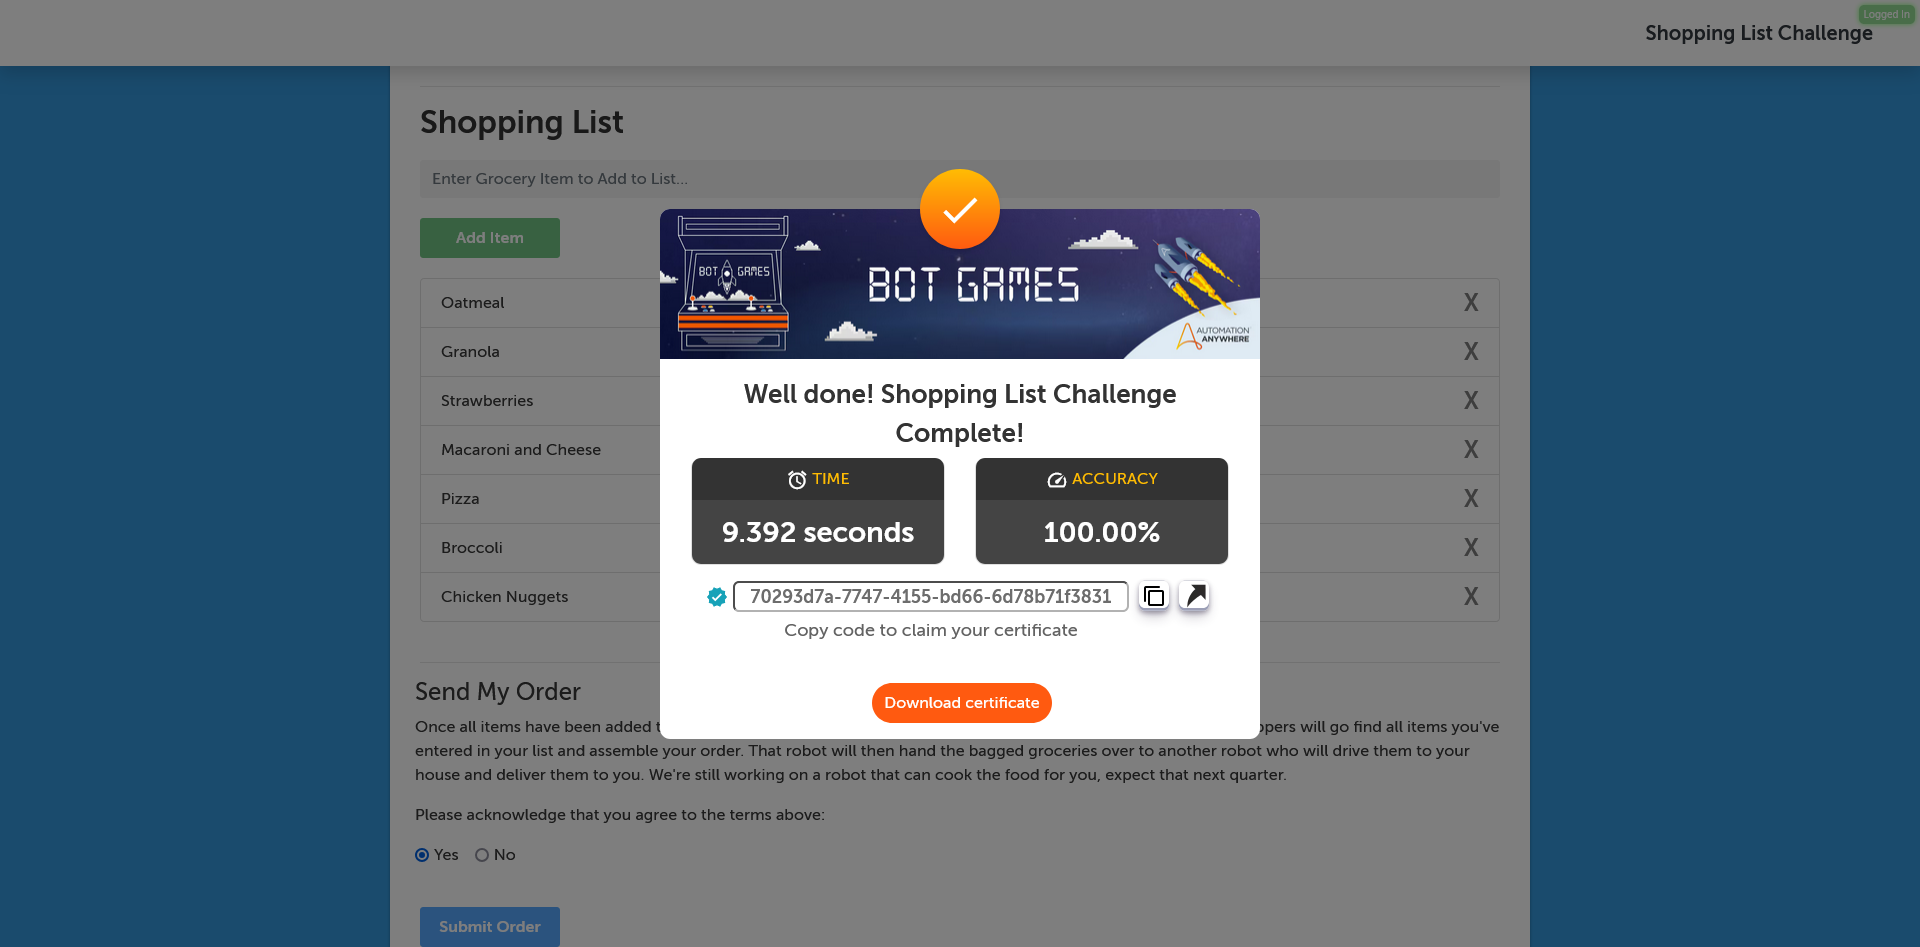 Logged In
Shopping List Challenge
Shopping List
Enter Grocery Item to Add to List...
Add Item
BOT GAMES
BOT GAMES
AUTOMATION
ANYWHERE
Well done! Shopping List Challenge
Complete!
TIME
ACCURACY
9.392 seconds
100.00%
70293d7a-7747-4155-bd66-6d78b71f3831
Copy code to claim your certificate
Download certificate
Oatmeal X
Granola X
Strawberries X
Macaroni and Cheese X
Pizza X
Broccoli X
Chicken Nuggets X
Send My Order
Once all items have been added will go find all items you've
entered in your list and assemble your order. That robot will then hand the bagged groceries over to another robot who will drive them to your
house and deliver them to you. We're still working on a robot that can cook the food for you, expect that next quarter.
Please acknowledge that you agree to the terms above:
Yes No
Submit Order